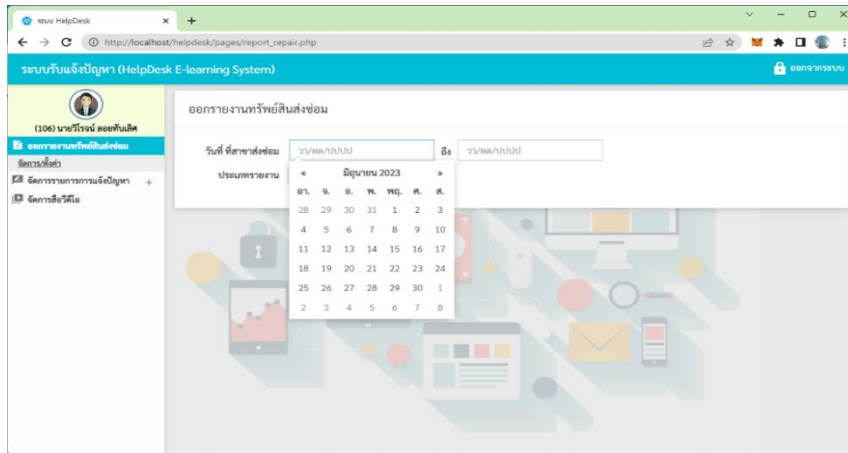 ระบบ HelpDesk
http://localhost/helpdesk/pages/report_repair.php
ระบบรับแจ้งปัญหา (HelpDesk E-learning System)
ออกจากระบบ
(106) นายวิโรจน์ ลอยทับเลิศ
ออกรายงานทรัพย์สินส่งซ่อม
จัดการ/ตั้งค่า
จัดการรายการการแจ้งปัญหา +
จัดการสื่อวีดีโอ
ออกรายงานทรัพย์สินส่งซ่อม
วันที่ ที่สาขาส่งซ่อม วว/ดด/ปปปป ถึง วว/ดด/ปปปป
ประเภทรายงาน
« มิถุนายน 2023 »
อา. จ. อ. พ. พฤ. ศ. ส.
28 29 30 31 1 2 3
4 5 6 7 8 9 10
11 12 13 14 15 16 17
18 19 20 21 22 23 24
25 26 27 28 29 30 1
2 3 4 5 6 7 8